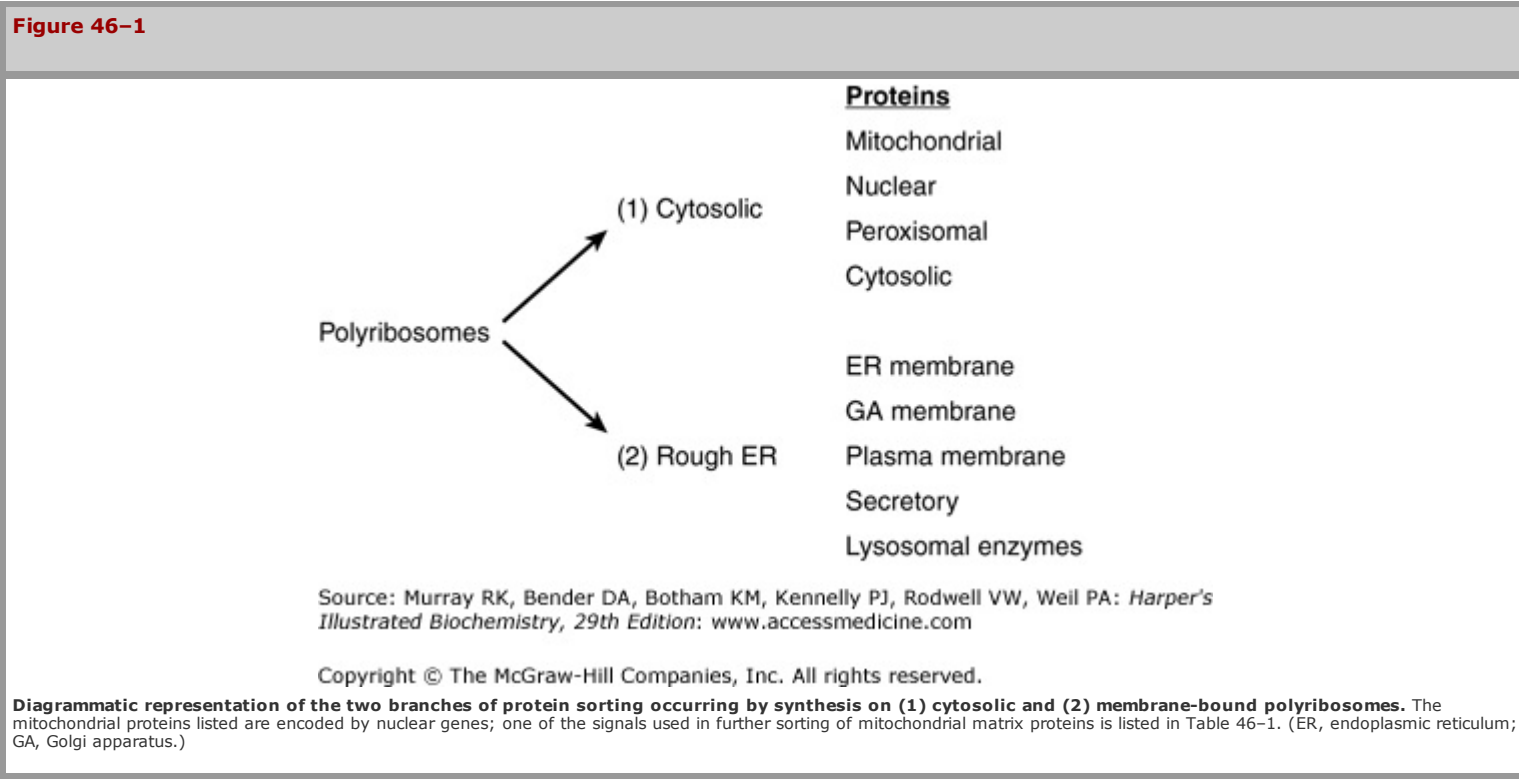 Figure 46–1
Proteins
Mitochondrial
Nuclear
(1) Cytosolic
Peroxisomal
Cytosolic
Polyribosomes
ER membrane
GA membrane
(2) Rough ER
Plasma membrane
Secretory
Lysosomal enzymes
Source: Murray RK, Bender DA, Botham KM, Kennelly PJ, Rodwell VW, Weil PA: Harper's
Illustrated Biochemistry, 29th Edition: www.accessmedicine.com
Copyright © The McGraw-Hill Companies, Inc. All rights reserved.
Diagrammatic representation of the two branches of protein sorting occurring by synthesis on (1) cytosolic and (2) membrane-bound polyribosomes. The
mitochondrial proteins listed are encoded by nuclear genes; one of the signals used in further sorting of mitochondrial matrix proteins is listed in Table 46–1. (ER, endoplasmic reticulum;
GA, Golgi apparatus.)